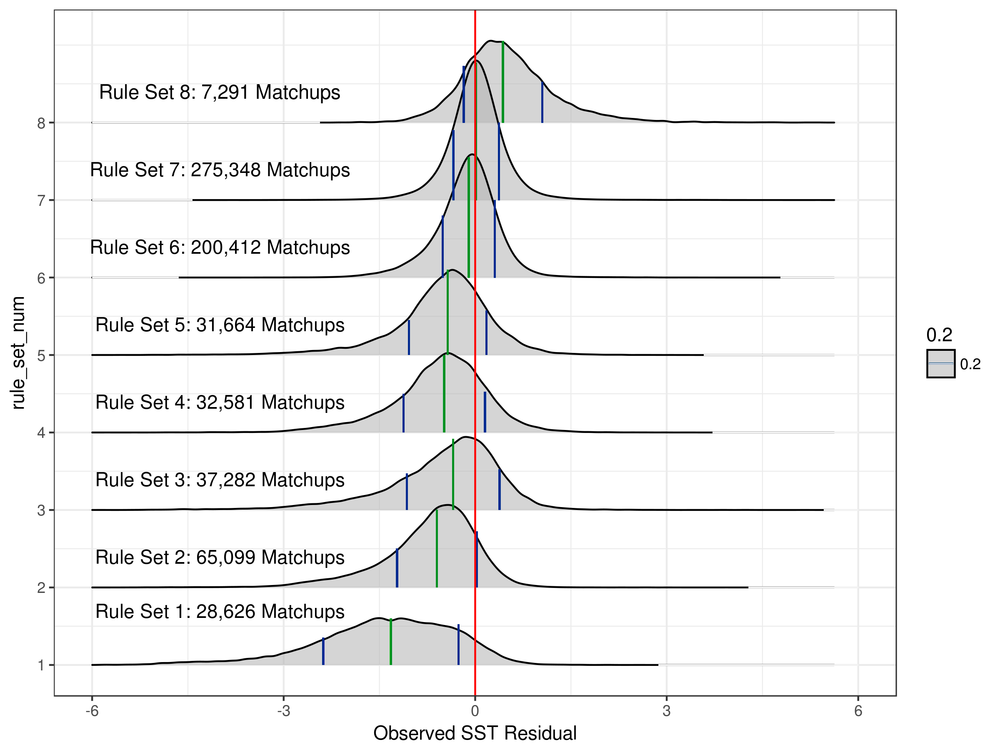 Rule Set 8: 7,291 Matchups
8
Rule Set 7: 275,348 Matchups
7
Rule Set 6: 200,412 Matchups
6
Rule Set 5: 31,664 Matchups
5
Rule Set 4: 32,581 Matchups
4
Rule Set 3: 37,282 Matchups
3
Rule Set 2: 65,099 Matchups
2
Rule Set 1: 28,626 Matchups
1
rule_set_num
-6 -3 0 3 6
Observed SST Residual
0.2
0.2